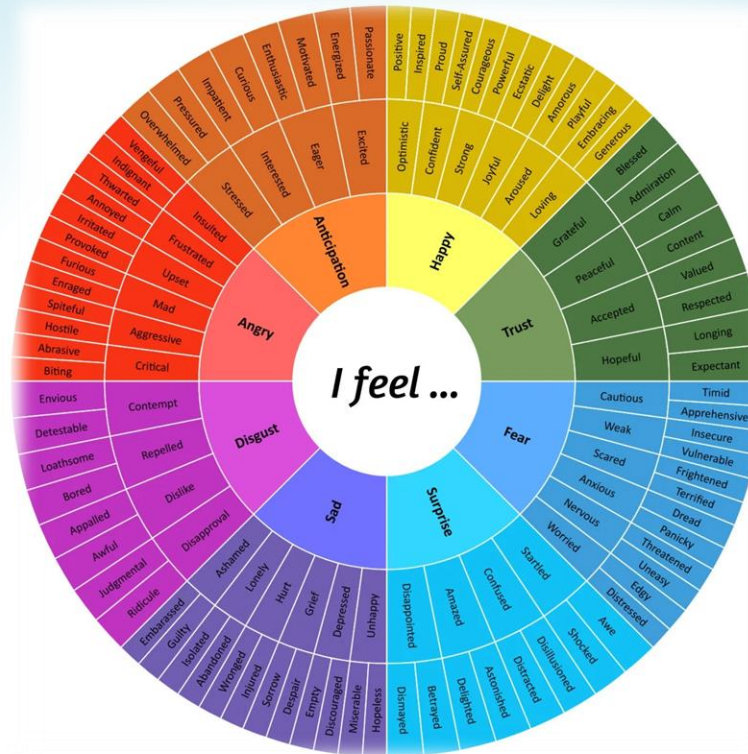 I feel ...
Happy
Optimistic
Positive
Inspired
Confident
Proud
Self-Assured
Strong
Courageous
Powerful
Joyful
Ecstatic
Delight
Aroused
Amorous
Playful
Loving
Embracing
Generous
Trust
Grateful
Blessed
Admiration
Peaceful
Calm
Content
Accepted
Valued
Respected
Hopeful
Longing
Expectant
Fear
Cautious
Timid
Apprehensive
Weak
Insecure
Vulnerable
Scared
Frightened
Terrified
Anxious
Dread
Panicky
Nervous
Threatened
Uneasy
Worried
Edgy
Distressed
Surprise
Startled
Awe
Shocked
Confused
Disillusioned
Distracted
Amazed
Astonished
Delighted
Disappointed
Betrayed
Dismayed
Sad
Unhappy
Hopeless
Miserable
Depressed
Discouraged
Empty
Grief
Despair
Sorrow
Hurt
Injured
Wronged
Lonely
Abandoned
Isolated
Ashamed
Guilty
Embarassed
Disgust
Disapproval
Ridicule
Judgmental
Dislike
Awful
Appalled
Repelled
Bored
Loathsome
Contempt
Detestable
Envious
Angry
Critical
Biting
Abrasive
Aggressive
Hostile
Spiteful
Mad
Enraged
Furious
Upset
Provoked
Irritated
Frustrated
Annoyed
Thwarted
Insulted
Indignant
Vengeful
Anticipation
Stressed
Overwhelmed
Pressured
Interested
Impatient
Curious
Eager
Enthusiastic
Motivated
Excited
Energized
Passionate